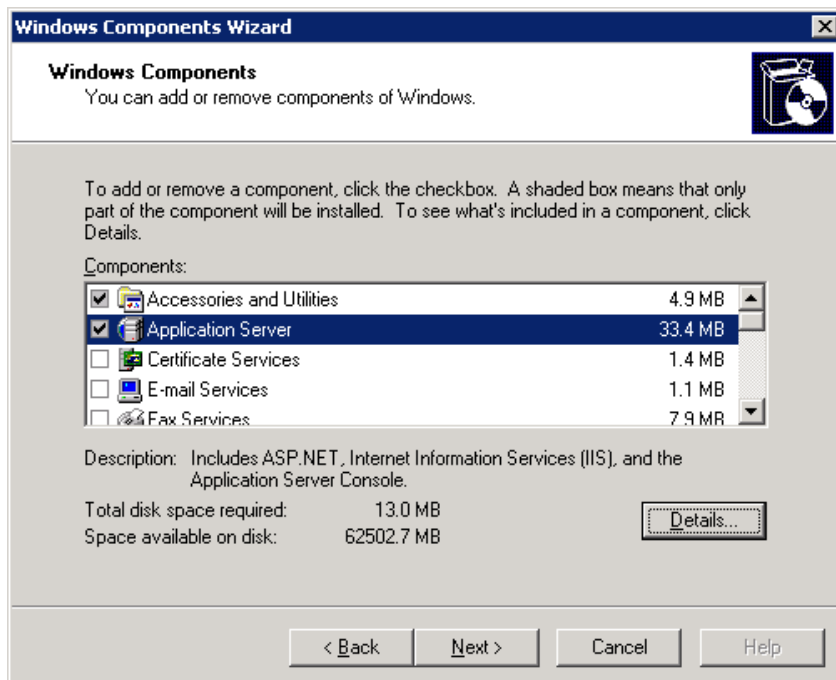 Windows Components Wizard
Windows Components
You can add or remove components of Windows.
To add or remove a component, click the checkbox. A shaded box means that only
part of the component will be installed. To see what's included in a component, click
Details.
Components:
Accessories and Utilities 4.9 MB
Application Server 33.4 MB
Certificate Services 1.4 MB
E-mail Services 1.1 MB
Fax Services 7.9 MB
Description: Includes ASP.NET, Internet Information Services (IIS), and the
Application Server Console.
Total disk space required: 13.0 MB
Space available on disk: 62502.7 MB
Details...
< Back Next > Cancel Help